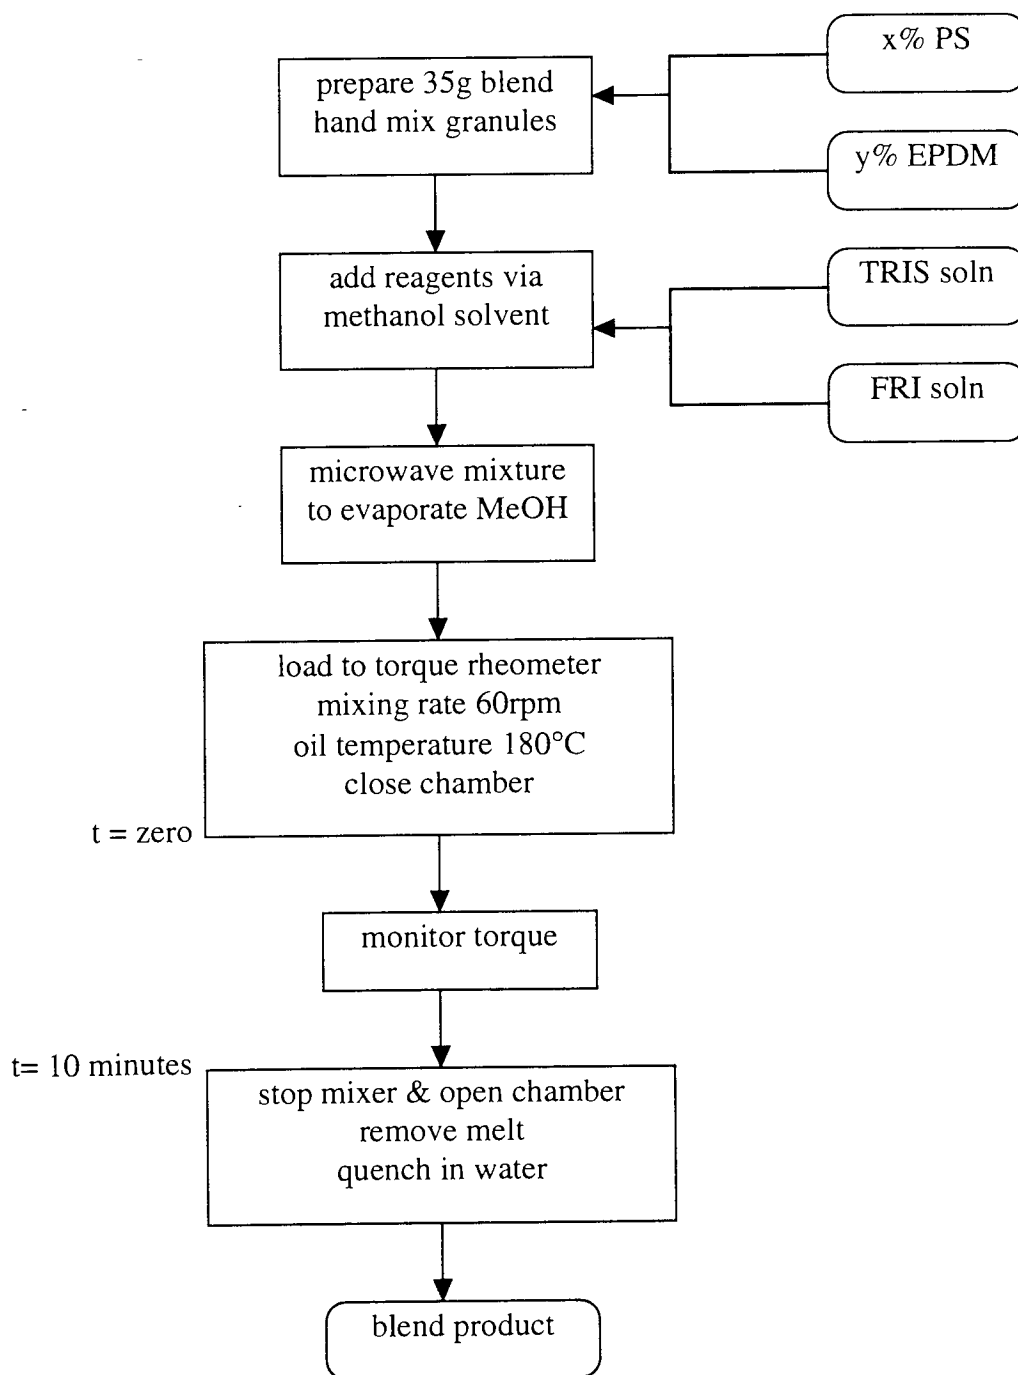 x% PS
prepare 35g blend
hand mix granules
y% EPDM
add reagents via
methanol solvent
TRIS soln
FRI soln
microwave mixture
to evaporate MeOH
load to torque rheometer
mixing rate 60rpm
oil temperature 180°C
close chamber
t = zero
monitor torque
t= 10 minutes
stop mixer & open chamber
remove melt
quench in water
blend product